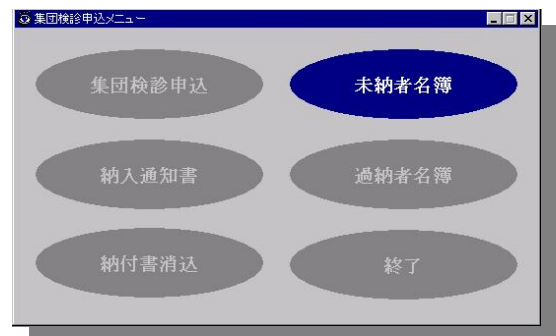 集団検診申込メニュー
集団検診申込
未納者名簿
納入通知書
過納者名簿
納付書消込
終了